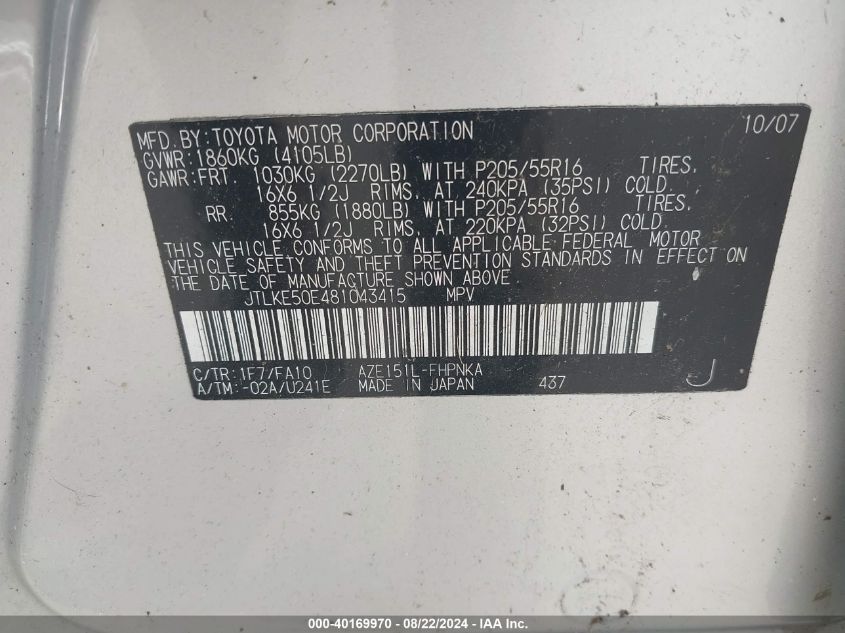 MFD. BY: TOYOTA MOTOR CORPORATION 10/07
GVWR: 1860KG (4105LB)
GAWR: FRT. 1030KG (2270LB) WITH P205/55R16 TIRES.
16X6 1/2J RIMS. AT 240KPA (35PSI) COLD.
RR. 855KG (1880LB) WITH P205/55R16 TIRES.
16X6 1/2J RIMS. AT 220KPA (32PSI) COLD.
THIS VEHICLE CONFORMS TO ALL APPLICABLE FEDERAL MOTOR
VEHICLE SAFETY AND THEFT PREVENTION STANDARDS IN EFFECT ON
THE DATE OF MANUFACTURE SHOWN ABOVE.
JTLKE50E481043415 MPV
C/TR: 1F7/FA10 AZE151L-FHPNKA
A/TM: -02A/U241E MADE IN JAPAN 437 J
000-40169970 - 08/22/2024 - IAA Inc.